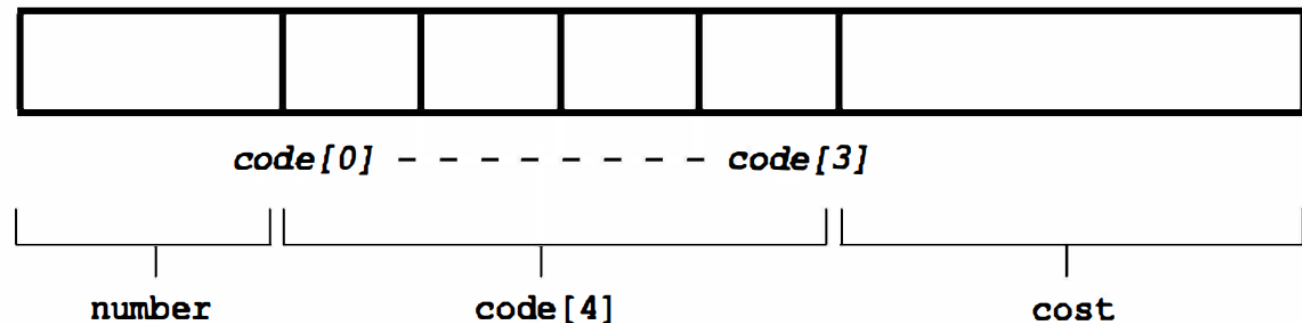 code[0] - - - - - - - - code[3]
number code[4] cost